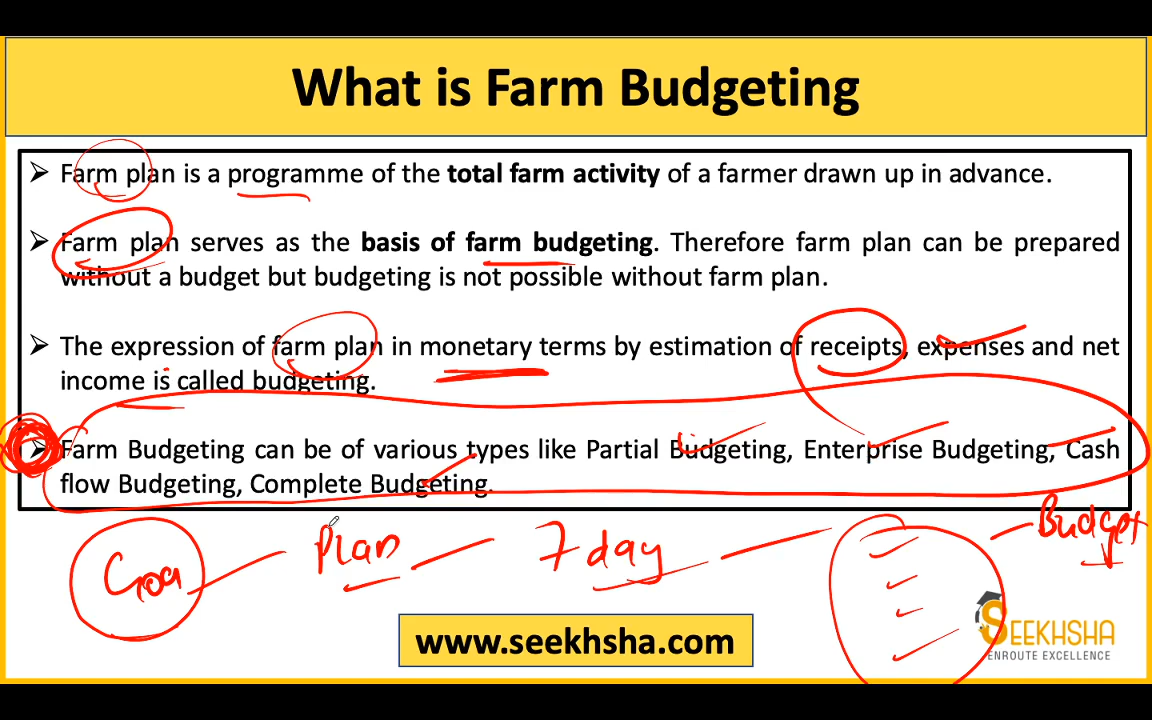 What is Farm Budgeting
➢ Farm plan is a programme of the total farm activity of a farmer drawn up in advance.
➢ Farm plan serves as the basis of farm budgeting. Therefore farm plan can be prepared
without a budget but budgeting is not possible without farm plan.
➢ The expression of farm plan in monetary terms by estimation of receipts, expenses and net
income is called budgeting.
➢ Farm Budgeting can be of various types like Partial Budgeting, Enterprise Budgeting, Cash
flow Budgeting, Complete Budgeting.
Goa Plan 7 day Budget
www.seekhsha.com
SEEKHSHA
ENROUTE EXCELLENCE